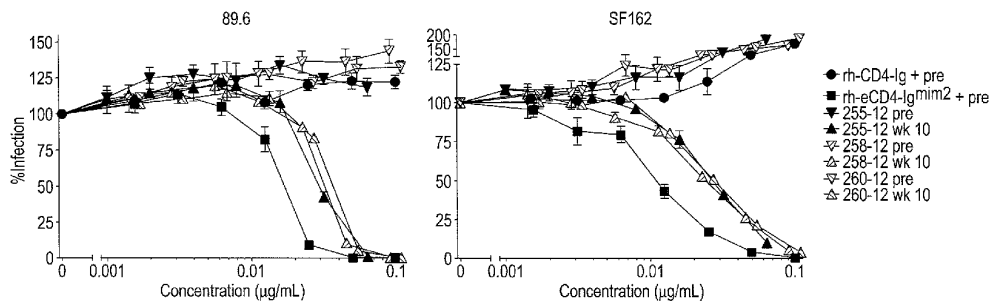 89.6
SF162
%Infection
150
125
100
75
50
25
0
0
0.001
0.01
0.1
Concentration (µg/mL)
200
150
100
75
50
25
0
0
0.001
0.01
0.1
Concentration (µg/mL)
rh-CD4-Ig + pre
rh-eCD4-Igmim2 + pre
255-12 pre
255-12 wk 10
258-12 pre
258-12 wk 10
260-12 pre
260-12 wk 10